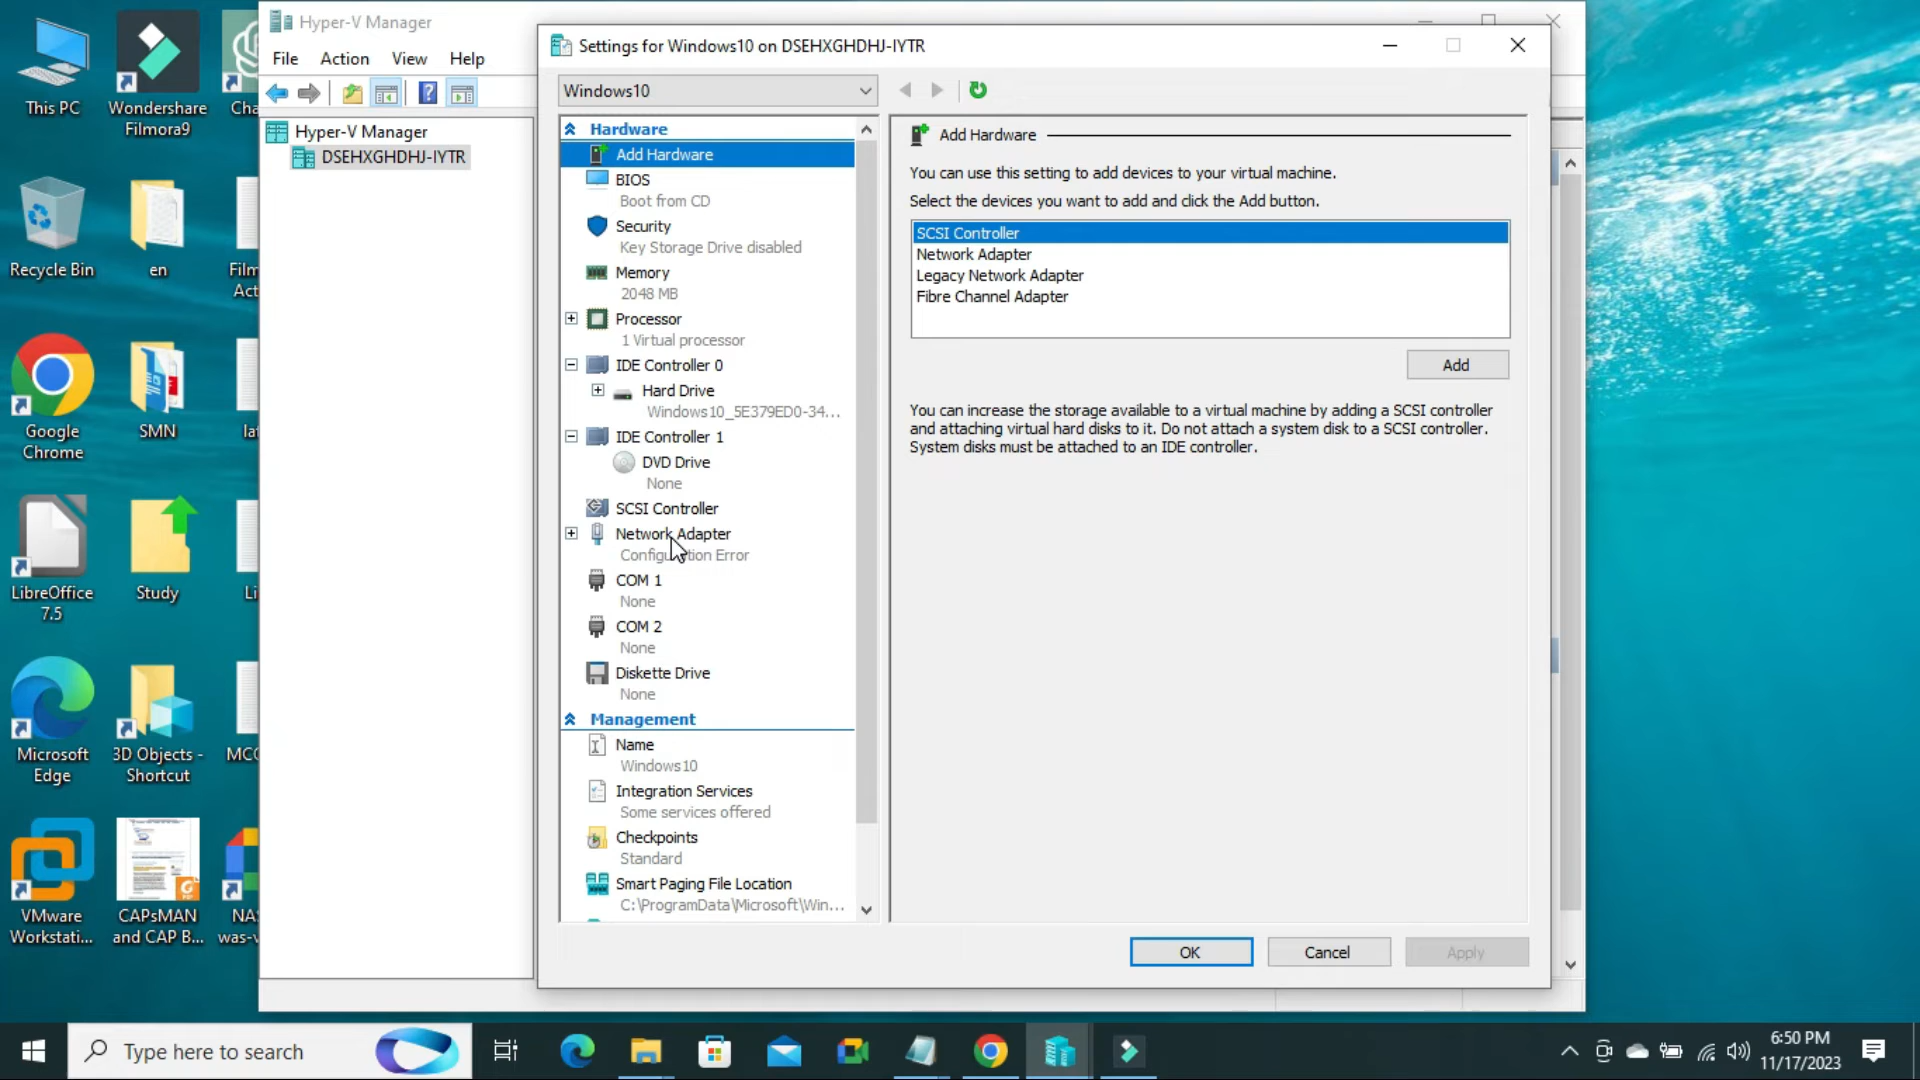 Hyper-V Manager
File Action View Help
Hyper-V Manager
DSEHXGHDHJ-IYTR
Settings for Windows10 on DSEHXGHDHJ-IYTR
Windows10
Hardware
Add Hardware
BIOS
Boot from CD
Security
Key Storage Drive disabled
Memory
2048 MB
Processor
1 Virtual processor
IDE Controller 0
Hard Drive
Windows10_5E379ED0-34...
IDE Controller 1
DVD Drive
None
SCSI Controller
Network Adapter
Configuration Error
COM 1
None
COM 2
None
Diskette Drive
None
Management
Name
Windows10
Integration Services
Some services offered
Checkpoints
Standard
Smart Paging File Location
C:\ProgramData\Microsoft\Win...
Add Hardware
You can use this setting to add devices to your virtual machine.
Select the devices you want to add and click the Add button.
SCSI Controller
Network Adapter
Legacy Network Adapter
Fibre Channel Adapter
Add
You can increase the storage available to a virtual machine by adding a SCSI controller
and attaching virtual hard disks to it. Do not attach a system disk to a SCSI controller.
System disks must be attached to an IDE controller.
OK Cancel Apply
This PC
Wondershare
Filmora9
Cha
Recycle Bin
en
Film
Act
Google
Chrome
SMN
lat
LibreOffice
7.5
Study
Li
Microsoft
Edge
3D Objects -
Shortcut
MCC
VMware
Workstati...
CAPsMAN
and CAP B...
NAS
was-v
Type here to search
6:50 PM
11/17/2023